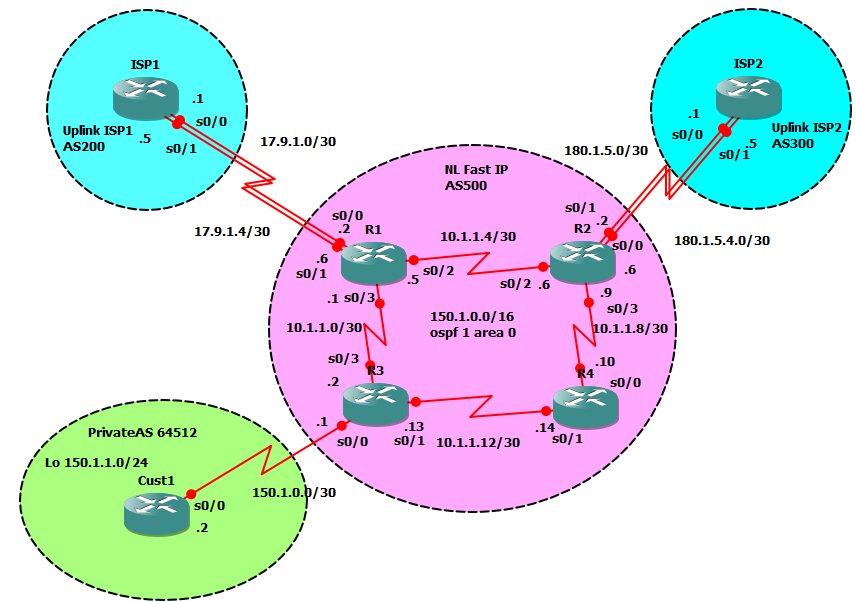 ISP1
.1
s0/0
Uplink ISP1
AS200
.5
s0/1
17.9.1.0/30
17.9.1.4/30
ISP2
.1
s0/0
Uplink ISP2
AS300
.5
s0/1
180.1.5.0/30
180.1.5.4.0/30
NL Fast IP
AS500
s0/0
.2
R1
.6
s0/1
.5
s0/2
.1
s0/3
10.1.1.4/30
s0/1
.2
R2
s0/0
.6
s0/2
.6
.9
s0/3
150.1.0.0/16
ospf 1 area 0
10.1.1.0/30
10.1.1.8/30
s0/3
R3
.2
.1
s0/0
.13
s0/1
10.1.1.12/30
.10
R4
s0/0
.14
s0/1
PrivateAS 64512
Lo 150.1.1.0/24
Cust1
s0/0
.2
150.1.0.0/30